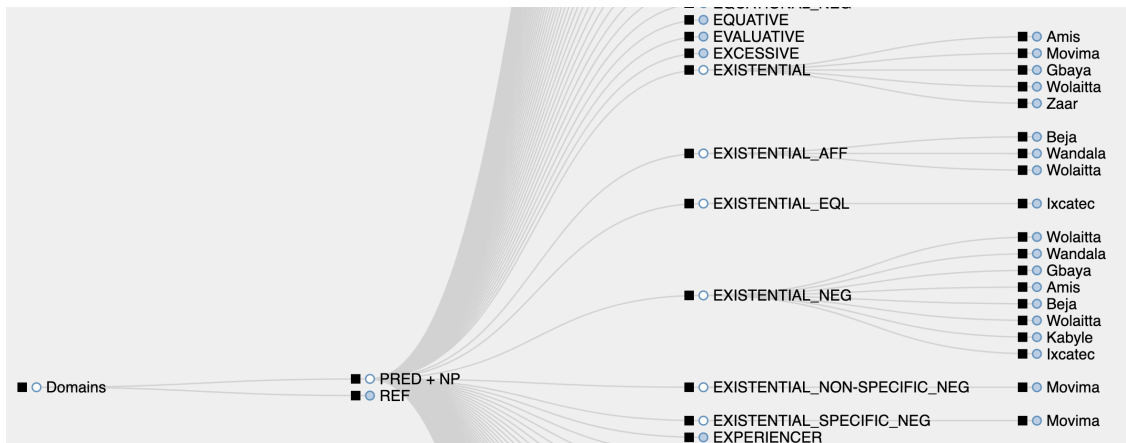 EQUATIONAL_NEG
EQUATIVE
EVALUATIVE
EXCESSIVE
EXISTENTIAL
Amis
Movima
Gbaya
Wolaitta
Zaar
EXISTENTIAL_AFF
Beja
Wandala
Wolaitta
EXISTENTIAL_EQL
Ixcatec
EXISTENTIAL_NEG
Wolaitta
Wandala
Gbaya
Amis
Beja
Wolaitta
Kabyle
Ixcatec
Domains
PRED + NP
REF
EXISTENTIAL_NON-SPECIFIC_NEG
Movima
EXISTENTIAL_SPECIFIC_NEG
Movima
EXPERIENCER